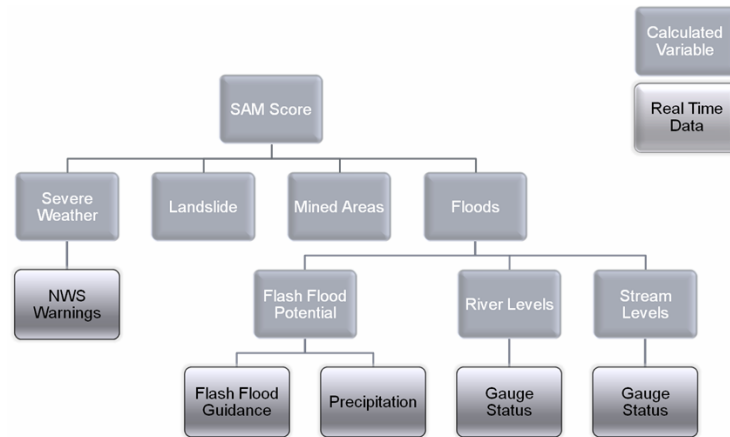 Calculated
Variable
SAM Score
Real Time
Data
Severe
Weather
Landslide
Mined Areas
Floods
NWS
Warnings
Flash Flood
Potential
River Levels
Stream
Levels
Flash Flood
Guidance
Precipitation
Gauge
Status
Gauge
Status